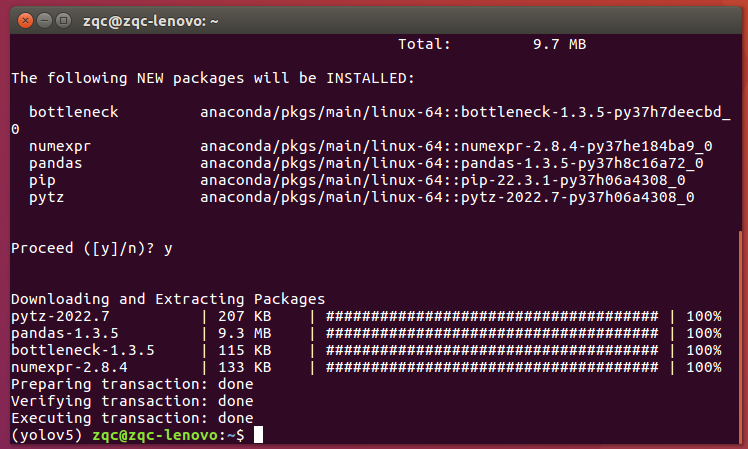 zqc@zqc-lenovo: ~
Total: 9.7 MB
The following NEW packages will be INSTALLED:
bottleneck anaconda/pkgs/main/linux-64::bottleneck-1.3.5-py37h7deecbd_
0
numexpr anaconda/pkgs/main/linux-64::numexpr-2.8.4-py37he184ba9_0
pandas anaconda/pkgs/main/linux-64::pandas-1.3.5-py37h8c16a72_0
pip anaconda/pkgs/main/linux-64::pip-22.3.1-py37h06a4308_0
pytz anaconda/pkgs/main/linux-64::pytz-2022.7-py37h06a4308_0
Proceed ([y]/n)? y
Downloading and Extracting Packages
pytz-2022.7 | 207 KB | ##################################### | 100%
pandas-1.3.5 | 9.3 MB | ##################################### | 100%
bottleneck-1.3.5 | 115 KB | ##################################### | 100%
numexpr-2.8.4 | 133 KB | ##################################### | 100%
Preparing transaction: done
Verifying transaction: done
Executing transaction: done
(yolov5) zqc@zqc-lenovo:~$